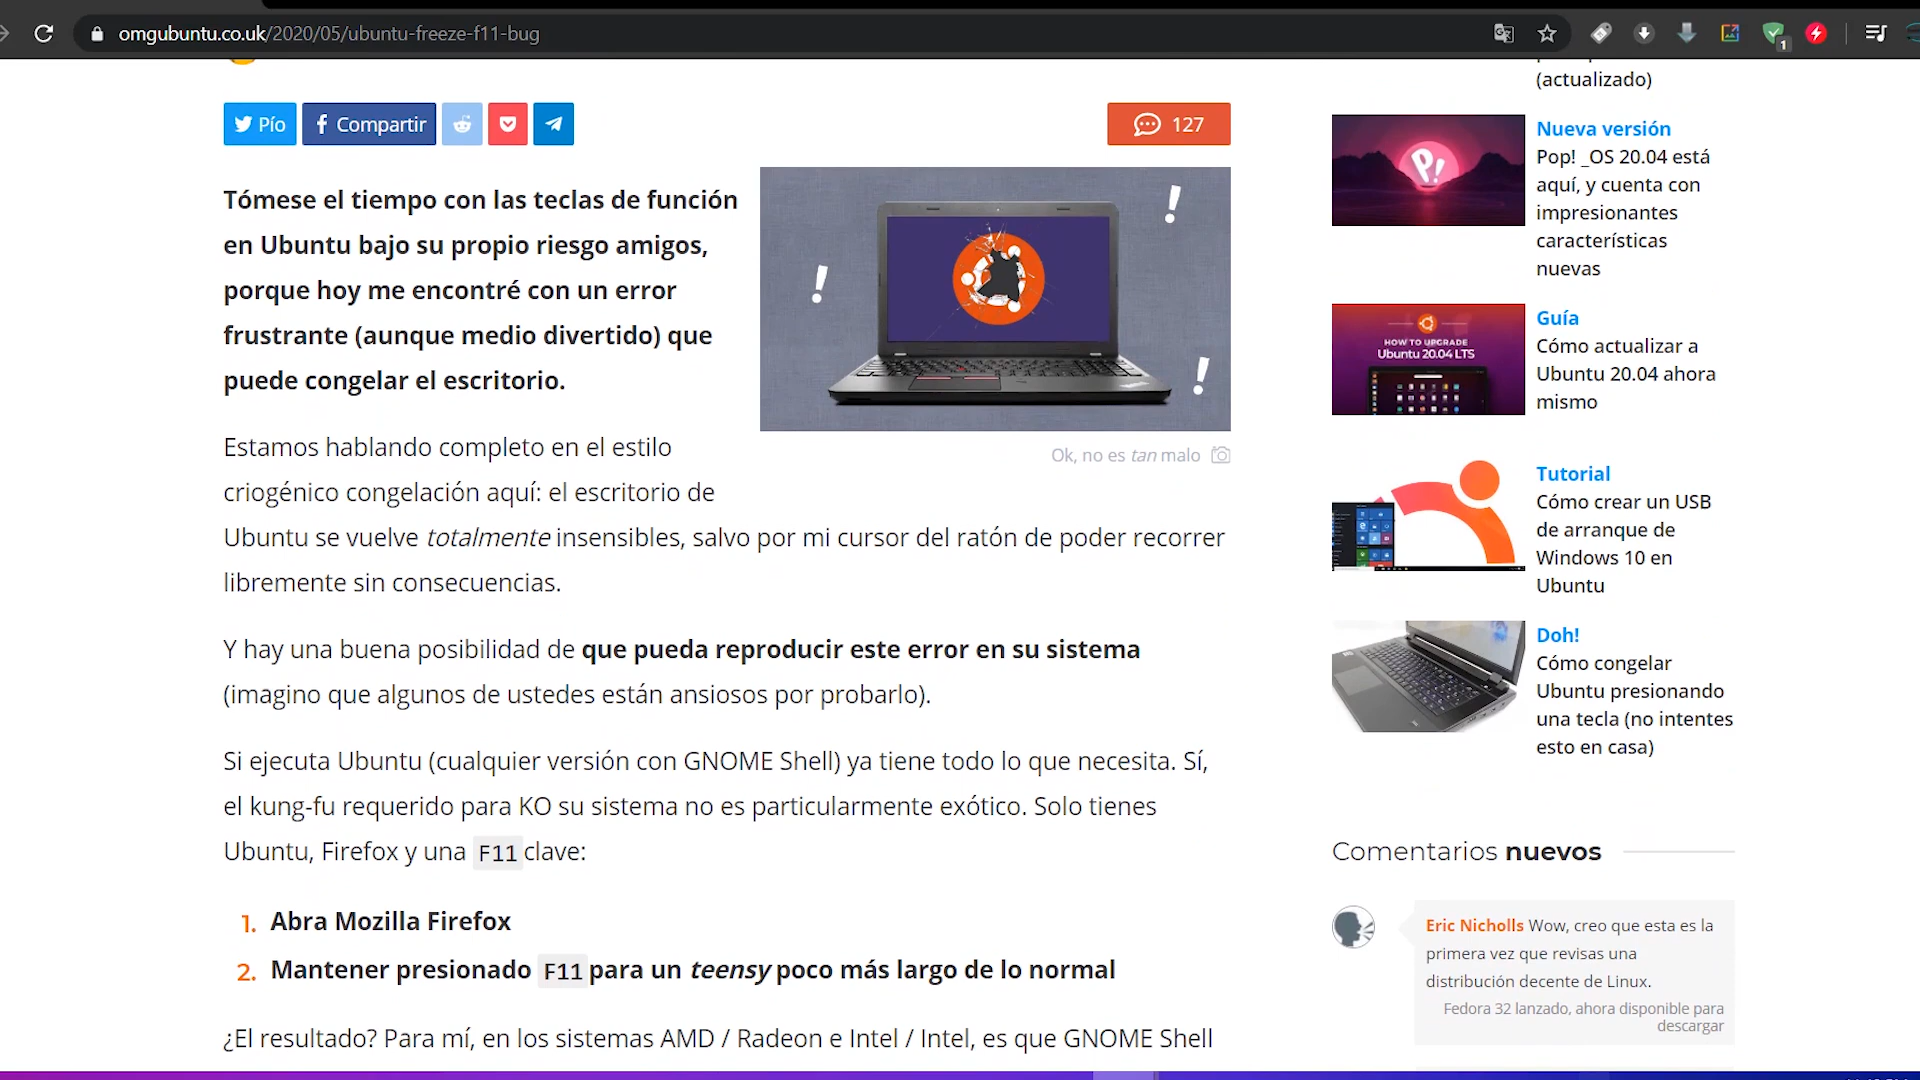 omgubuntu.co.uk/2020/05/ubuntu-freeze-f11-bug
1
Pío
Compartir
127
Tómese el tiempo con las teclas de función
en Ubuntu bajo su propio riesgo amigos,
porque hoy me encontré con un error
frustrante (aunque medio divertido) que
puede congelar el escritorio.
Ok, no es tan malo
Estamos hablando completo en el estilo
criogénico congelación aquí: el escritorio de
Ubuntu se vuelve totalmente insensibles, salvo por mi cursor del ratón de poder recorrer
libremente sin consecuencias.
Y hay una buena posibilidad de que pueda reproducir este error en su sistema
(imagino que algunos de ustedes están ansiosos por probarlo).
Si ejecuta Ubuntu (cualquier versión con GNOME Shell) ya tiene todo lo que necesita. Sí,
el kung-fu requerido para KO su sistema no es particularmente exótico. Solo tienes
Ubuntu, Firefox y una F11 clave:
1. Abra Mozilla Firefox
2. Mantener presionado F11 para un teensy poco más largo de lo normal
¿El resultado? Para mí, en los sistemas AMD / Radeon e Intel / Intel, es que GNOME Shell
(actualizado)
Nueva versión
Pop! _OS 20.04 está
aquí, y cuenta con
impresionantes
características
nuevas
HOW TO UPGRADE
Ubuntu 20.04 LTS
Guía
Cómo actualizar a
Ubuntu 20.04 ahora
mismo
Tutorial
Cómo crear un USB
de arranque de
Windows 10 en
Ubuntu
Doh!
Cómo congelar
Ubuntu presionando
una tecla (no intentes
esto en casa)
Comentarios nuevos
Eric Nicholls Wow, creo que esta es la
primera vez que revisas una
distribución decente de Linux.
Fedora 32 lanzado, ahora disponible para
descargar